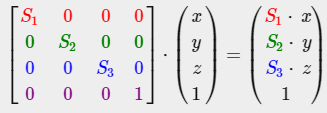 S₁ 0 0 0 x S₁ · x
0 S₂ 0 0 · y = S₂ · y
0 0 S₃ 0 z S₃ · z
0 0 0 1 1 1